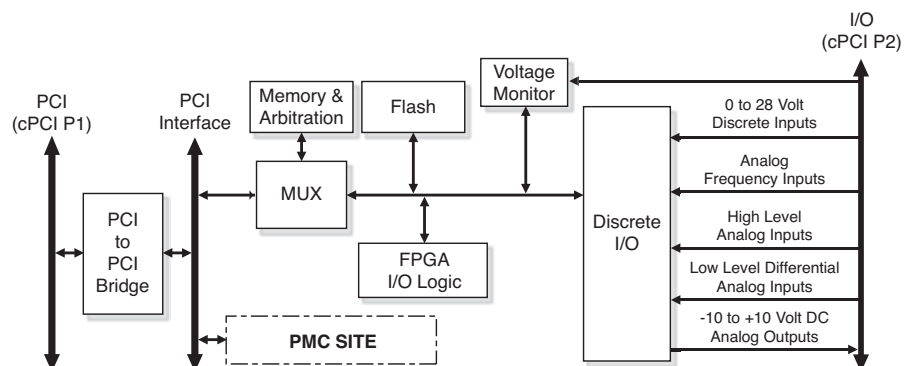 I/O
(cPCI P2)
PCI
(cPCI P1)
PCI
Interface
Memory &
Arbitration
Flash
Voltage
Monitor
0 to 28 Volt
Discrete Inputs
Analog
Frequency Inputs
MUX
PCI
to
PCI
Bridge
Discrete
I/O
High Level
Analog Inputs
FPGA
I/O Logic
Low Level Differential
Analog Inputs
PMC SITE
-10 to +10 Volt DC
Analog Outputs